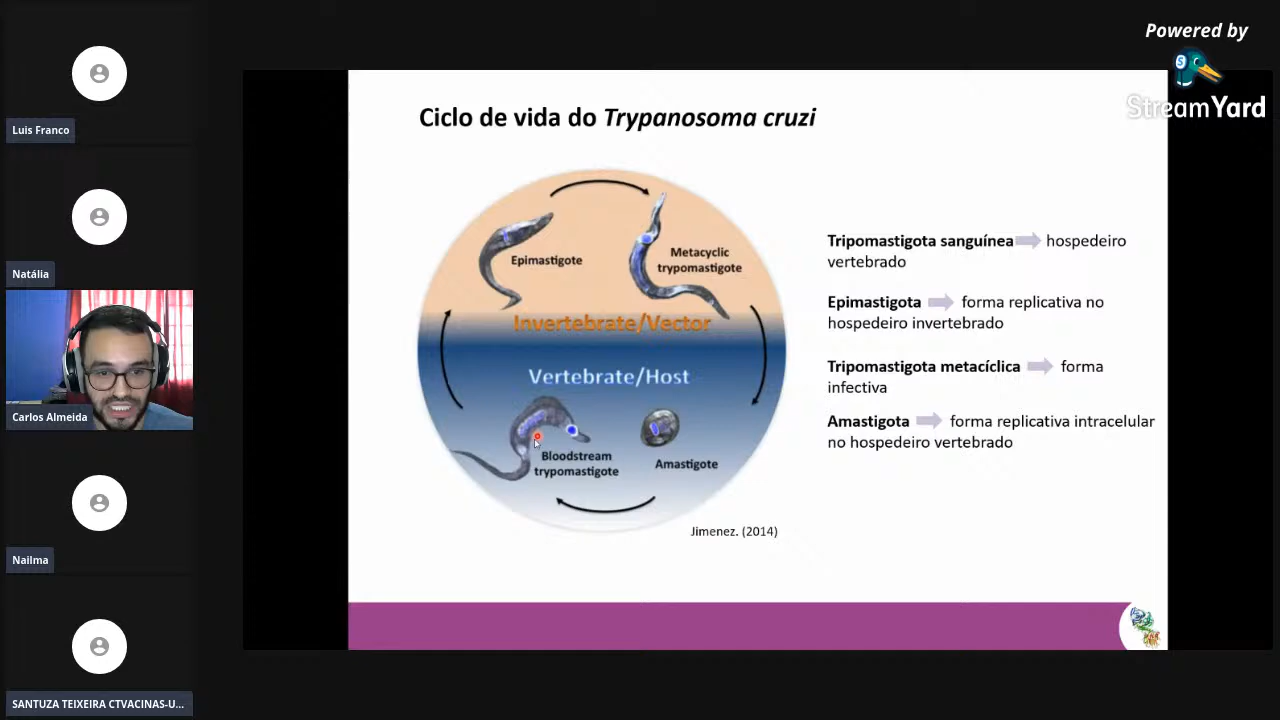 Powered by
StreamYard
Luis Franco
Natália
Carlos Almeida
Nailma
SANTUZA TEIXEIRA CTVACINAS-U...
Ciclo de vida do Trypanosoma cruzi
Epimastigote
Metacyclic
trypomastigote
Invertebrate/Vector
Vertebrate/Host
Bloodstream
trypomastigote
Amastigote
Jimenez. (2014)
Tripomastigota sanguínea hospedeiro
vertebrado
Epimastigota forma replicativa no
hospedeiro invertebrado
Tripomastigota metacíclica forma
infectiva
Amastigota forma replicativa intracelular
no hospedeiro vertebrado